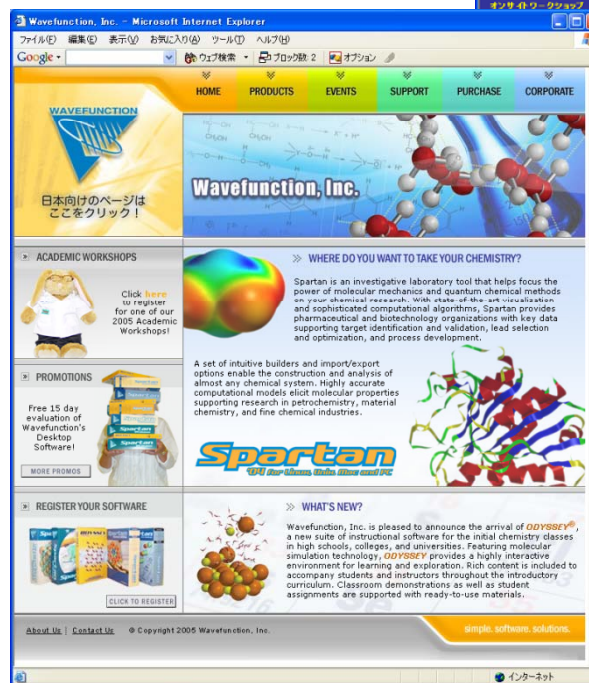 オンサイトワークショップ
Wavefunction, Inc. - Microsoft Internet Explorer
ファイル(F) 編集(E) 表示(V) お気に入り(A) ツール(T) ヘルプ(H)
Google ウェブ検索 ブロック数: 2 オプション
HOME PRODUCTS EVENTS SUPPORT PURCHASE CORPORATE
WAVEFUNCTION
日本向けのページは
ここをクリック！
Wavefunction, Inc.
ACADEMIC WORKSHOPS
Click here
to register
for one of our
2005 Academic
Workshops!
WHERE DO YOU WANT TO TAKE YOUR CHEMISTRY?
Spartan is an investigative laboratory tool that helps focus the
power of molecular mechanics and quantum chemical methods
on your chemical research. With state-of-the-art visualization
and sophisticated computational algorithms, Spartan provides
pharmaceutical and biotechnology organizations with key data
supporting target identification and validation, lead selection
and optimization, and process development.
A set of intuitive builders and import/export
options enable the construction and analysis of
almost any chemical system. Highly accurate
computational models elicit molecular properties
supporting research in petrochemistry, material
chemistry, and fine chemical industries.
Spartan
'04 for Linux, Unix, Mac and PC
PROMOTIONS
Free 15 day
evaluation of
Wavefunction's
Desktop
Software!
MORE PROMOS
REGISTER YOUR SOFTWARE
CLICK TO REGISTER
WHAT'S NEW?
Wavefunction, Inc. is pleased to announce the arrival of ODYSSEY®,
a new suite of instructional software for the initial chemistry classes
in high schools, colleges, and universities. Featuring molecular
simulation technology, ODYSSEY provides a highly interactive
environment for learning and exploration. Rich content is included to
accompany students and instructors throughout the introductory
curriculum. Classroom demonstrations as well as student
assignments are supported with ready-to-use materials.
About Us | Contact Us © Copyright 2005 Wavefunction, Inc.
simple. software. solutions.
インターネット